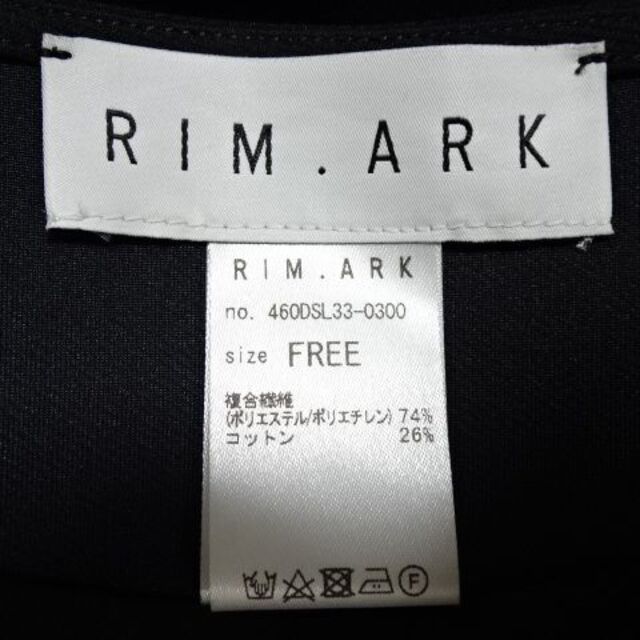 RIM.ARK
RIM.ARK
no. 460DSL33-0300
size FREE
複合繊維
(ポリエステル/ポリエチレン) 74%
コットン 26%
F